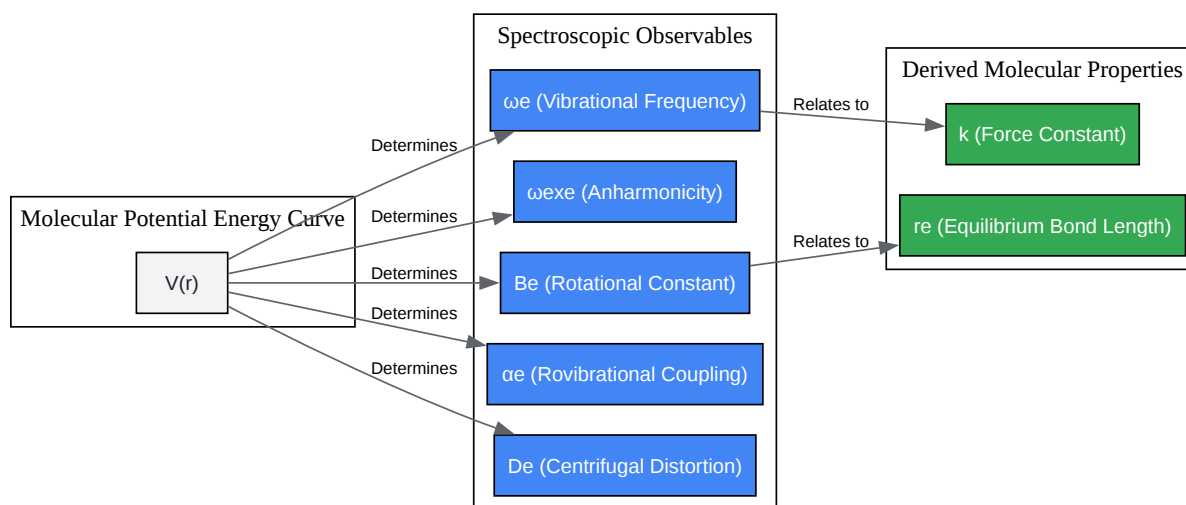 Spectroscopic Observables
Derived Molecular Properties
ωe (Vibrational Frequency)
Relates to
k (Force Constant)
Determines
ωexe (Anharmonicity)
Molecular Potential Energy Curve
Determines
re (Equilibrium Bond Length)
Relates to
V(r)
Determines
Be (Rotational Constant)
Determines
αe (Rovibrational Coupling)
Determines
De (Centrifugal Distortion)